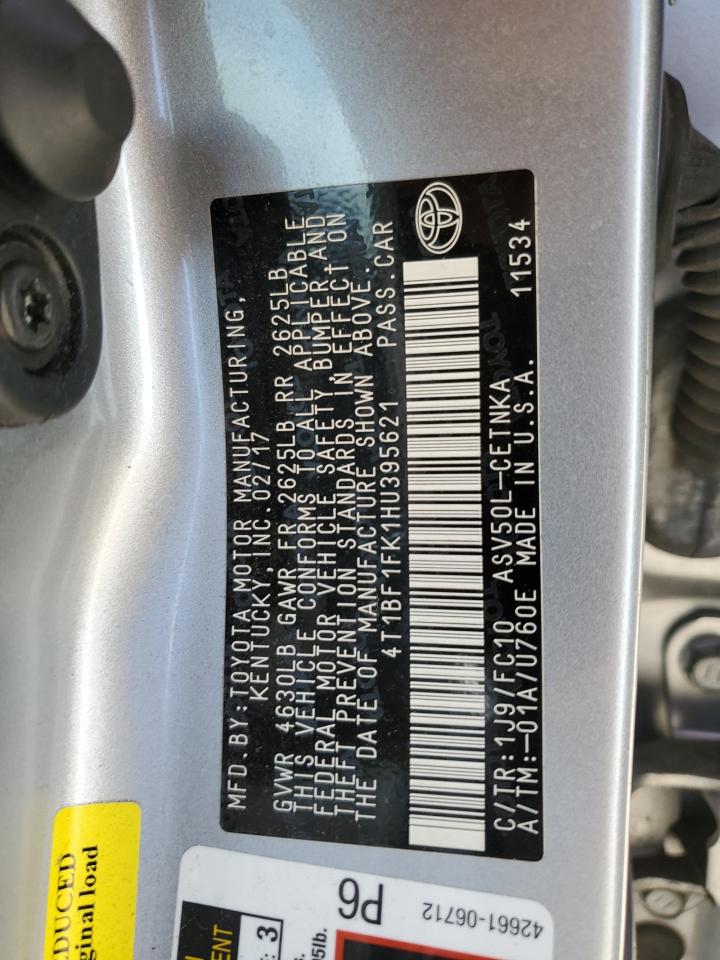 MFD.BY:TOYOTA MOTOR MANUFACTURING,
KENTUCKY, INC.02/17
GVWR 4630LB GAWR FR 2625LB RR 2625LB
THIS VEHICLE CONFORMS TO ALL APPLICABLE
FEDERAL MOTOR VEHICLE SAFETY, BUMPER, AND
THEFT PREVENTION STANDARDS IN EFFECT ON
THE DATE OF MANUFACTURE SHOWN ABOVE.
4T1BF1FK1HU395621 PASS.CAR
C/TR:1J9/FC10 ASV50L-CETNKA
A/TM:-01A/U760E MADE IN U.S.A. 11534
DUCED
ginal load
P6
42661-06712
ENT
: 3
5lb.